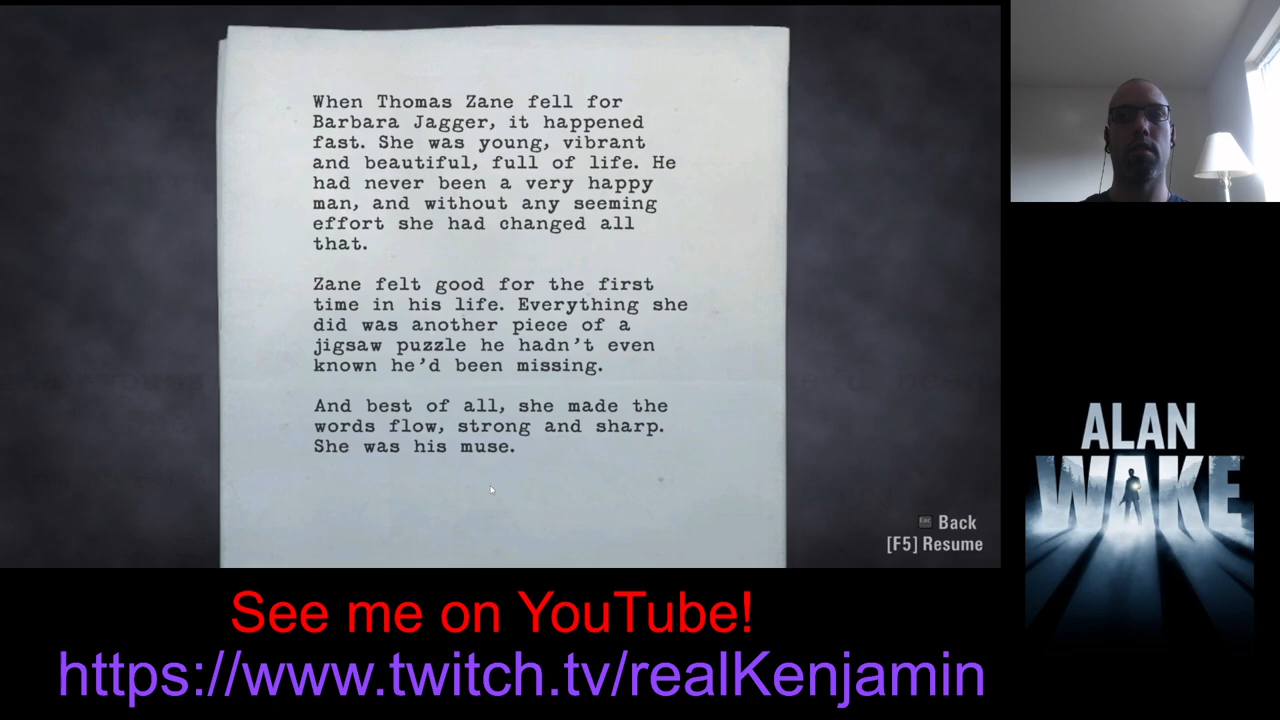 When Thomas Zane fell for
Barbara Jagger, it happened
fast. She was young, vibrant
and beautiful, full of life. He
had never been a very happy
man, and without any seeming
effort she had changed all
that.
Zane felt good for the first
time in his life. Everything she
did was another piece of a
jigsaw puzzle he hadn't even
known he'd been missing.
And best of all, she made the
words flow, strong and sharp.
She was his muse.
Esc Back
[F5] Resume
ALAN
WAKE
See me on YouTube!
https://www.twitch.tv/realKenjamin